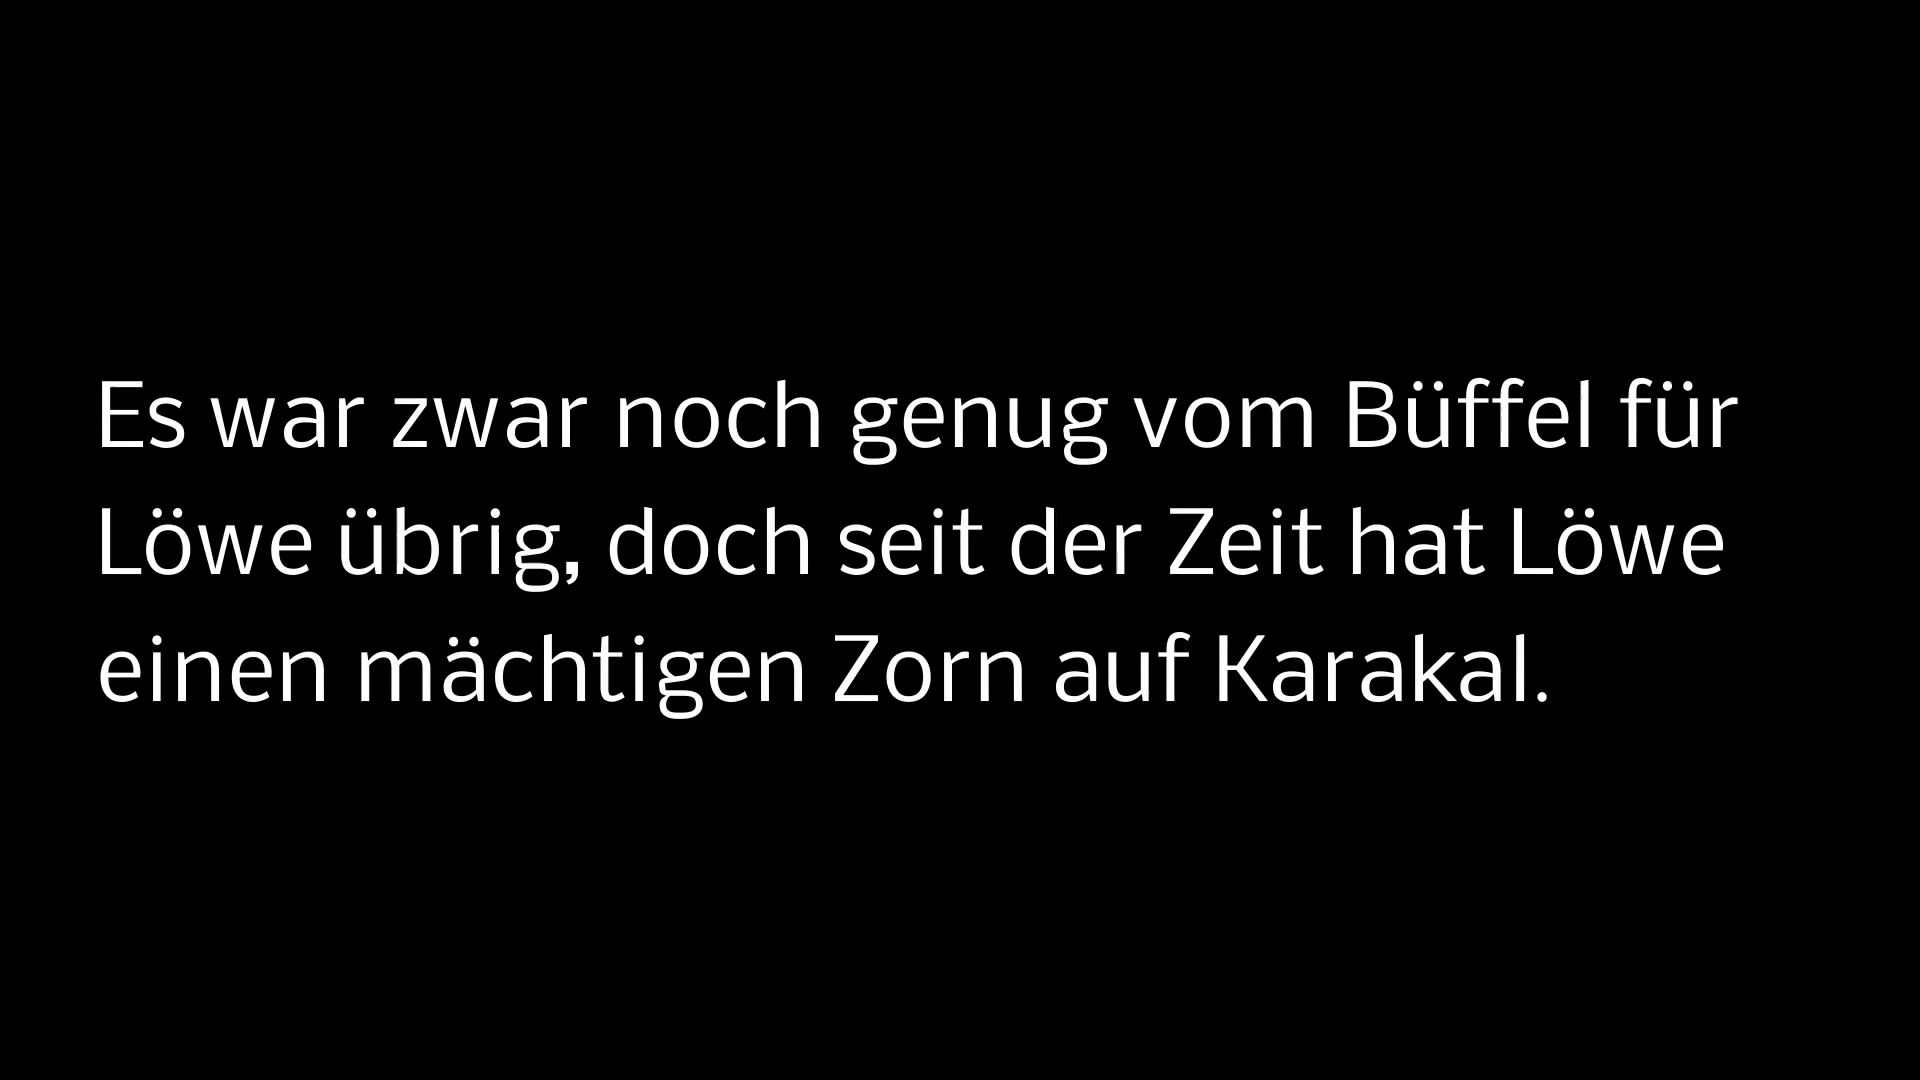 Es war zwar noch genug vom Büffel für
Löwe übrig, doch seit der Zeit hat Löwe
einen mächtigen Zorn auf Karakal.